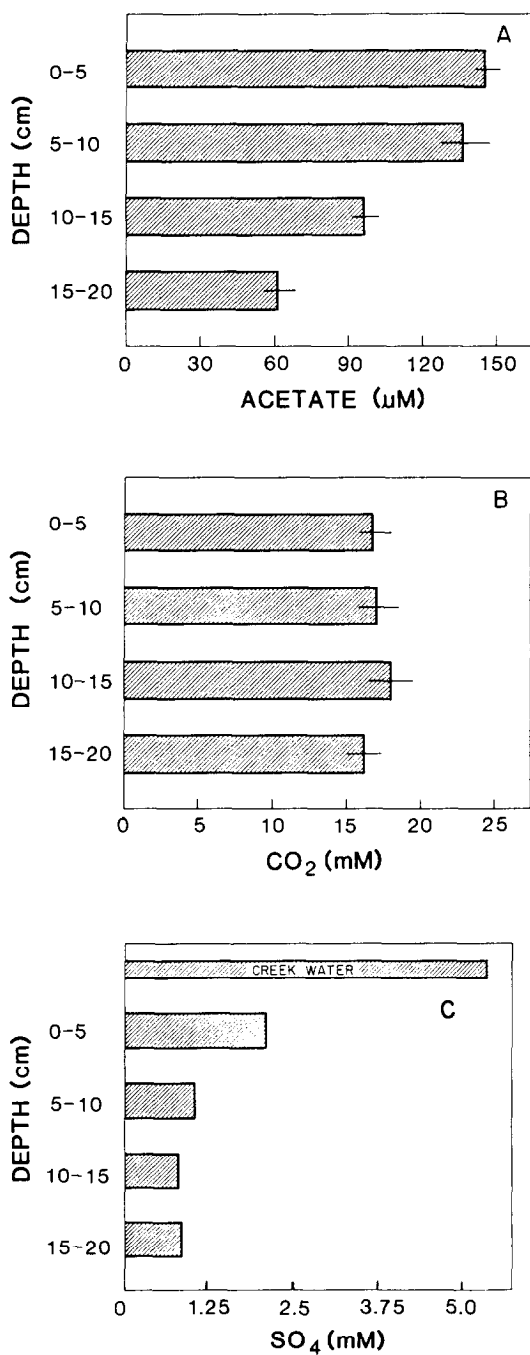 A
DEPTH (cm)
0-5
5-10
10-15
15-20
0 30 60 90 120 150
ACETATE (μM)
B
DEPTH (cm)
0-5
5-10
10-15
15-20
0 5 10 15 20 25
CO₂ (mM)
CREEK WATER
C
DEPTH (cm)
0-5
5-10
10-15
15-20
0 1.25 2.5 3.75 5.0
SO₄ (mM)